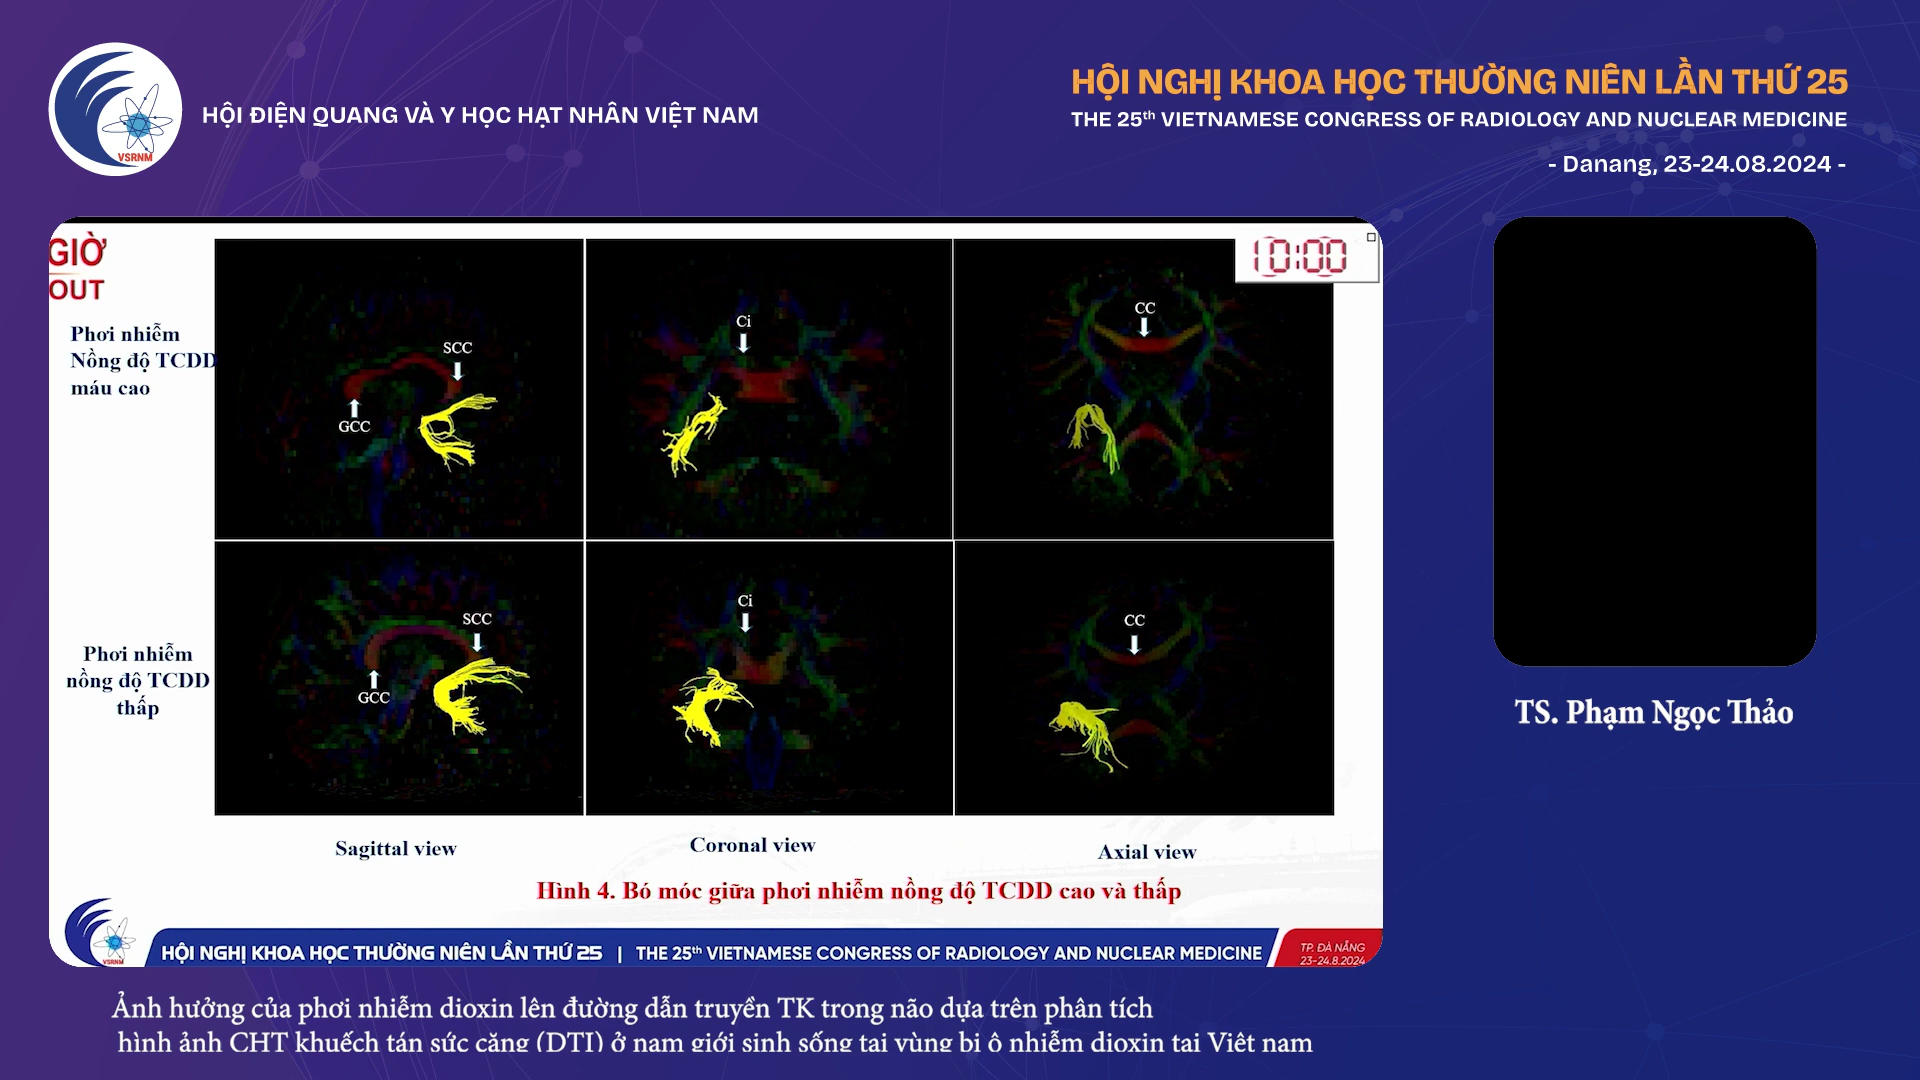 VSRNM
HỘI ĐIỆN QUANG VÀ Y HỌC HẠT NHÂN VIỆT NAM
HỘI NGHỊ KHOA HỌC THƯỜNG NIÊN LẦN THỨ 25
THE 25th VIETNAMESE CONGRESS OF RADIOLOGY AND NUCLEAR MEDICINE
- Danang, 23-24.08.2024 -
GIỜ
OUT
10:00
Phơi nhiễm
Nồng độ TCDD
máu cao
SCC
GCC
Ci
CC
Phơi nhiễm
nồng độ TCDD
thấp
SCC
GCC
Ci
CC
Sagittal view
Coronal view
Axial view
Hình 4. Bó móc giữa phơi nhiễm nồng độ TCDD cao và thấp
VSRNM
HỘI NGHỊ KHOA HỌC THƯỜNG NIÊN LẦN THỨ 25 | THE 25th VIETNAMESE CONGRESS OF RADIOLOGY AND NUCLEAR MEDICINE
TP. ĐÀ NẴNG
23-24.8.2024
TS. Phạm Ngọc Thảo
Ảnh hưởng của phơi nhiễm dioxin lên đường dẫn truyền TK trong não dựa trên phân tích
hình ảnh CHT khuếch tán sức căng (DTI) ở nam giới sinh sống tại vùng bị ô nhiễm dioxin tại Việt nam